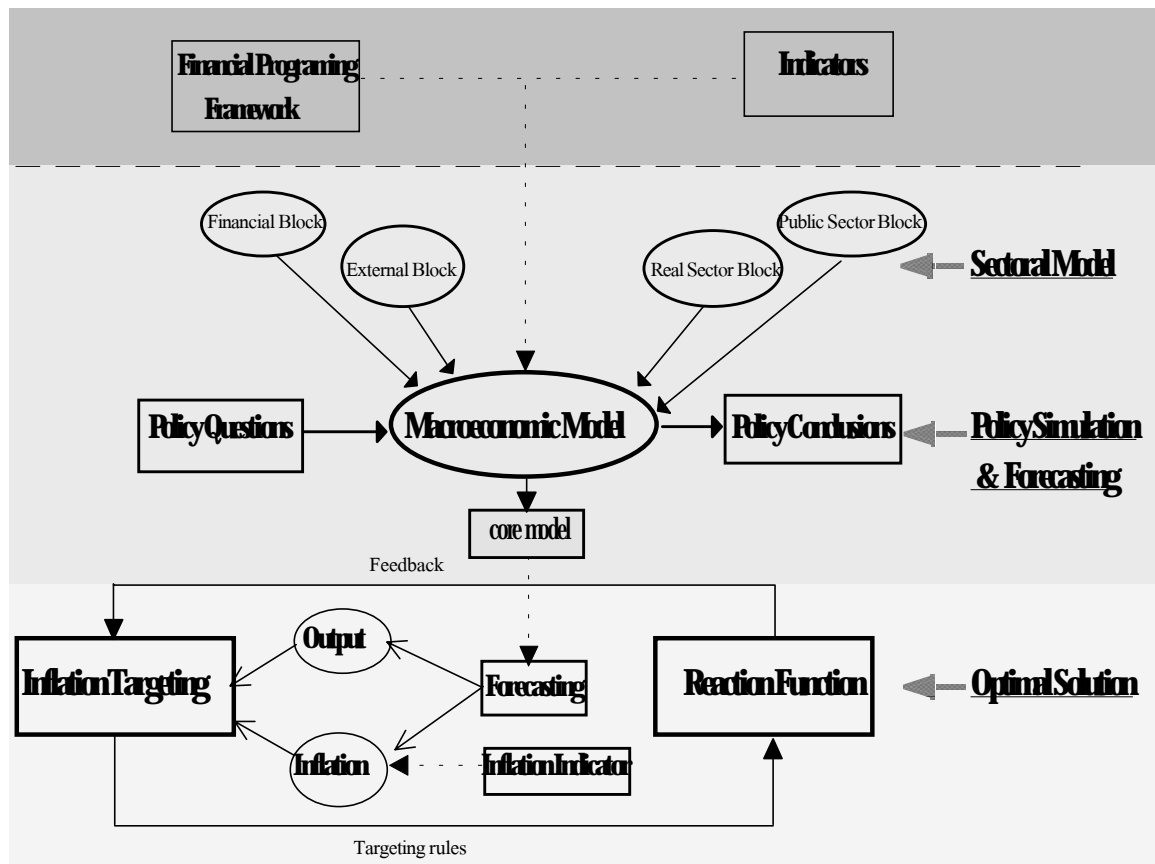 Financial Programing
Framework
Indicators
Financial Block
Public Sector Block
External Block
Real Sector Block
Sectoral Model
Policy Questions
Macroeconomic Model
Policy Conclusions
Policy Simulation
& Forecasting
core model
Feedback
Output
Inflation Targeting
Forecasting
Reaction Function
Optimal Solution
Inflation
Inflation Indicator
Targeting rules